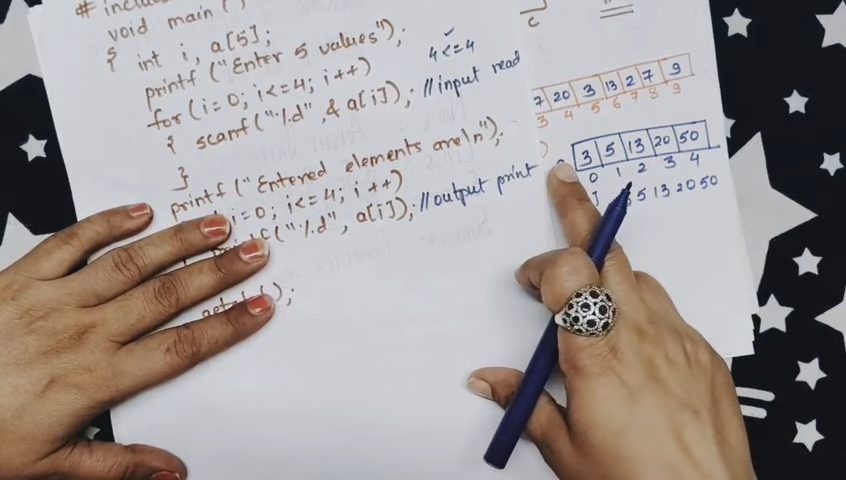 # include
void main ( )
{ int i, a[5];
printf ("Enter 5 values");
for (i=0; i<=4; i++)
{ scanf ("%d", & a[i]); //input read
}
printf ("Entered elements are\n");
i=0; i<=4; i++)
("%d", a[i]); //output print
();
4<=4
c
7 20 3 13 2 7 9
3 4 5 6 7 8 9
3 5 13 20 50
0 1 2 3 4
5 13 20 50